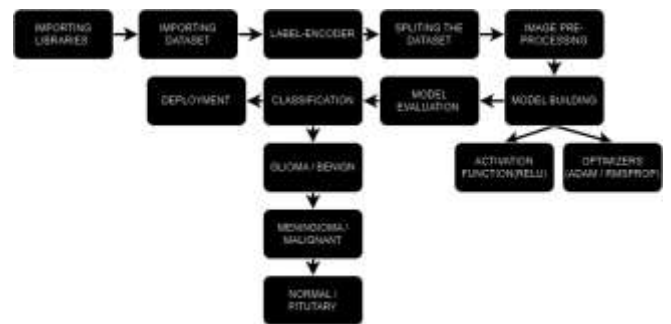 IMPORTING
LIBRARIES
IMPORTING
DATASET
LABEL-ENCODER
SPLITING THE
DATASET
IMAGE PRE-
PROCESSING
DEPLOYMENT
CLASSIFICATION
MODEL
EVALUATION
MODEL BUILDING
GLIOMA / BENIGN
ACTIVATION
FUNCTION(RELU)
OPTIMIZERS
(ADAM / RMSPROP)
MENINGIOMA /
MALIGNANT
NORMAL /
PITUTARY